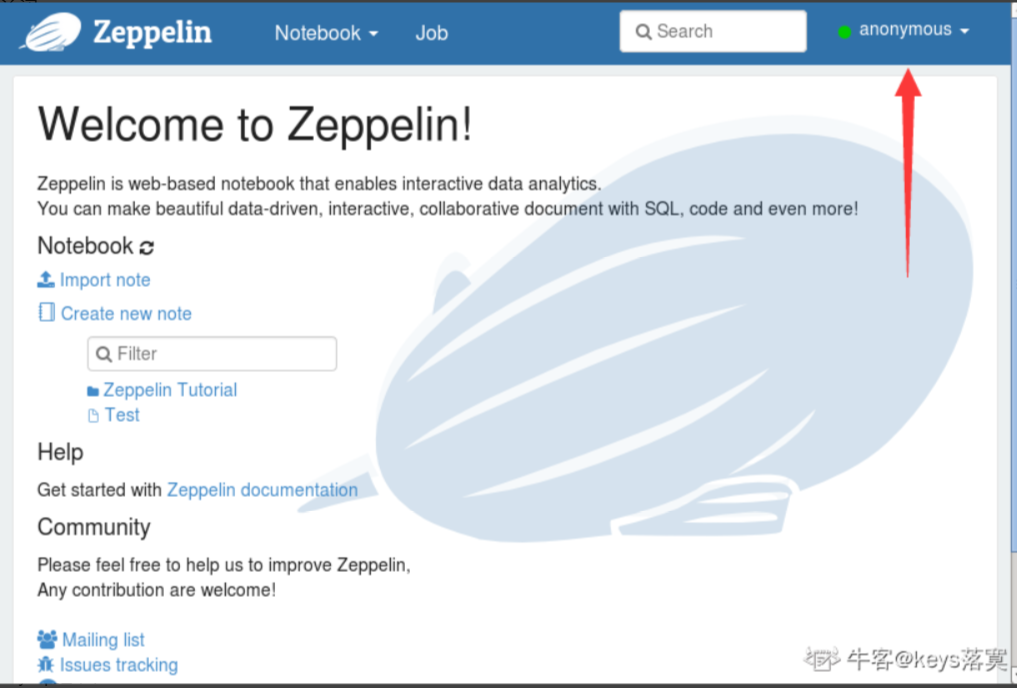 Zeppelin Notebook Job Search anonymous
Welcome to Zeppelin!
Zeppelin is web-based notebook that enables interactive data analytics.
You can make beautiful data-driven, interactive, collaborative document with SQL, code and even more!
Notebook
Import note
Create new note
Filter
Zeppelin Tutorial
Test
Help
Get started with Zeppelin documentation
Community
Please feel free to help us to improve Zeppelin,
Any contribution are welcome!
Mailing list
Issues tracking
牛客@keys落寞